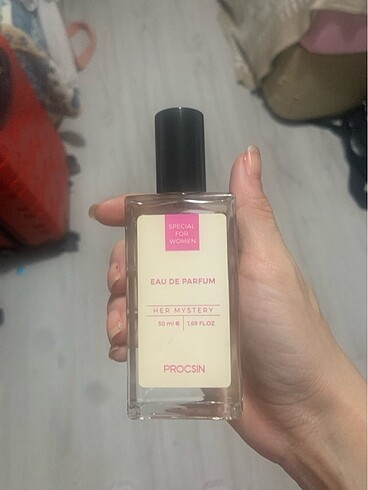 SPECIAL
FOR
WOMEN
EAU DE PARFUM
HER MYSTERY
50 ml ℮ 1.69 FL.OZ
PROCSIN